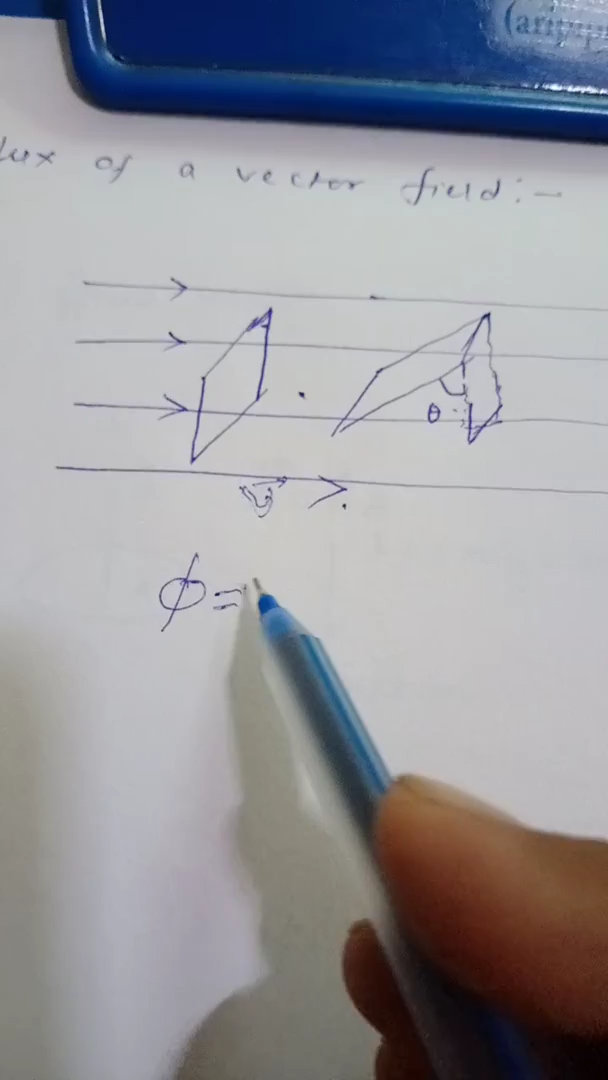 lux of a vector field:-
θ
v
φ=